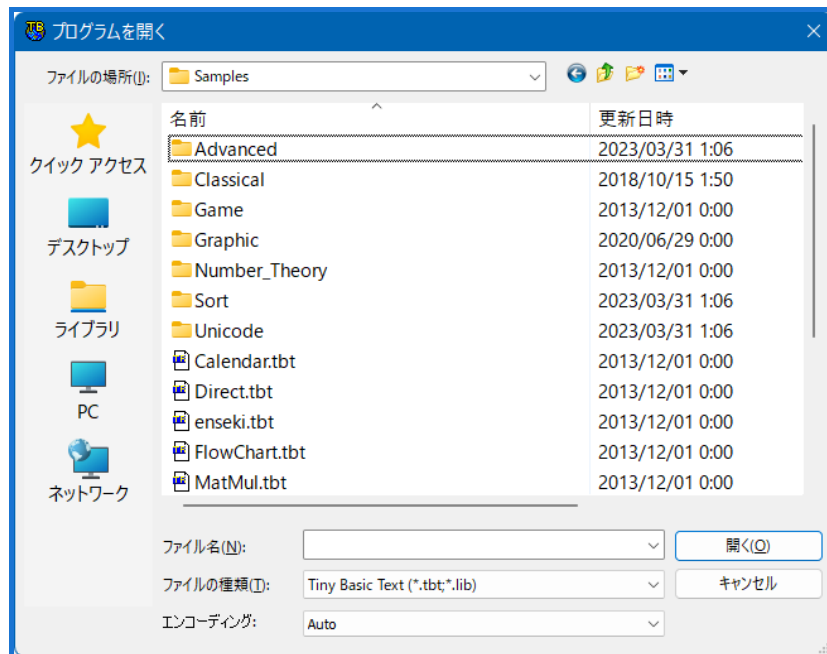 プログラムを開く
ファイルの場所(I): Samples
名前 更新日時
Advanced 2023/03/31 1:06
Classical 2018/10/15 1:50
Game 2013/12/01 0:00
Graphic 2020/06/29 0:00
Number_Theory 2013/12/01 0:00
Sort 2023/03/31 1:06
Unicode 2023/03/31 1:06
Calendar.tbt 2013/12/01 0:00
Direct.tbt 2013/12/01 0:00
enseki.tbt 2013/12/01 0:00
FlowChart.tbt 2013/12/01 0:00
MatMul.tbt 2013/12/01 0:00
クイック アクセス
デスクトップ
ライブラリ
PC
ネットワーク
ファイル名(N): 開く(O)
ファイルの種類(T): Tiny Basic Text (*.tbt;*.lib) キャンセル
エンコーディング: Auto